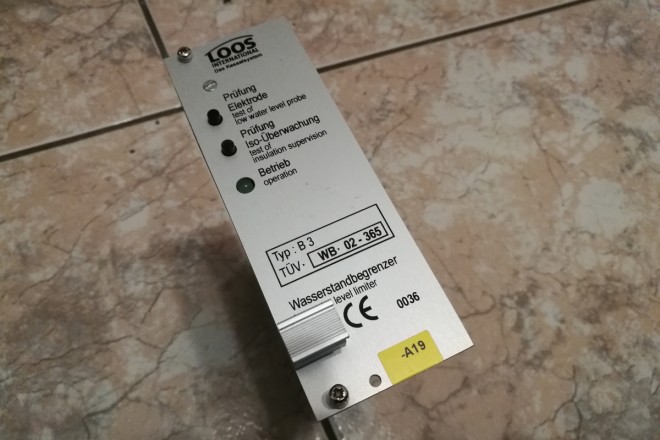 LOOS
INTERNATIONAL
Das Kesselsystem
Prüfung
Elektrode
test of
low water level probe
Prüfung
Iso-Überwachung
test of
insulation supervision
Betrieb
operation
Typ: B 3
TÜV · WB · 02 - 365
Wasserstandbegrenzer
level limiter
CE 0036
-A19